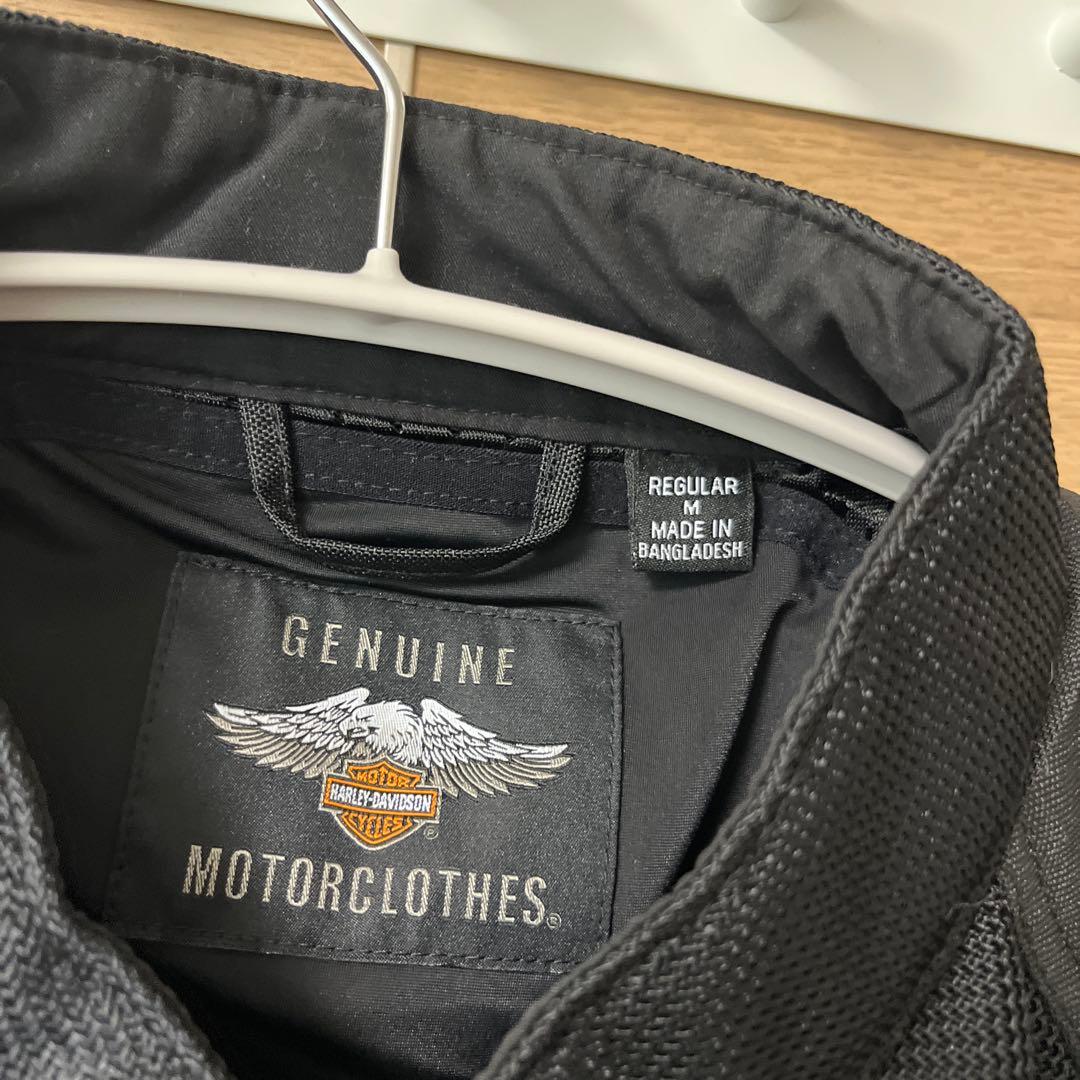 REGULAR
M
MADE IN
BANGLADESH
GENUINE
MOTOR
HARLEY-DAVIDSON
CYCLES
®
MOTORCLOTHES®